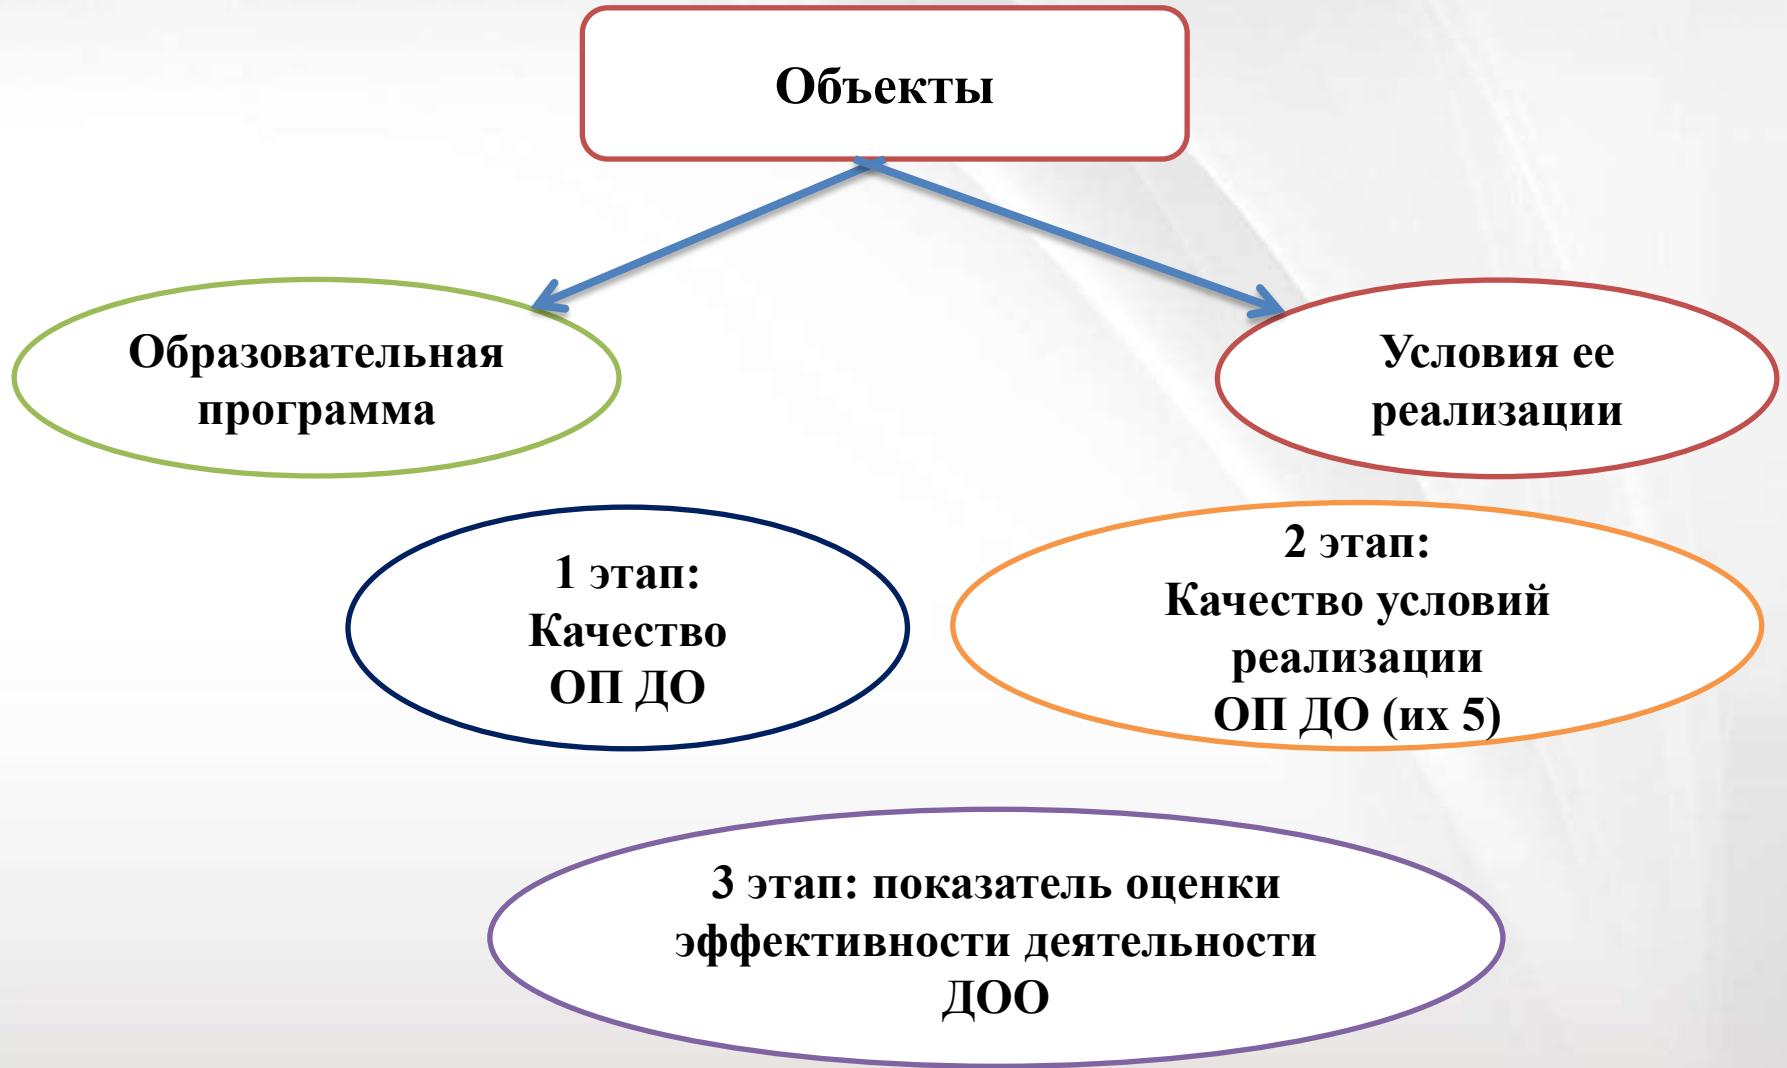 Объекты
Образовательная
программа
Условия ее
реализации
1 этап:
Качество
ОП ДО
2 этап:
Качество условий
реализации
ОП ДО (их 5)
3 этап: показатель оценки
эффективности деятельности
ДОО